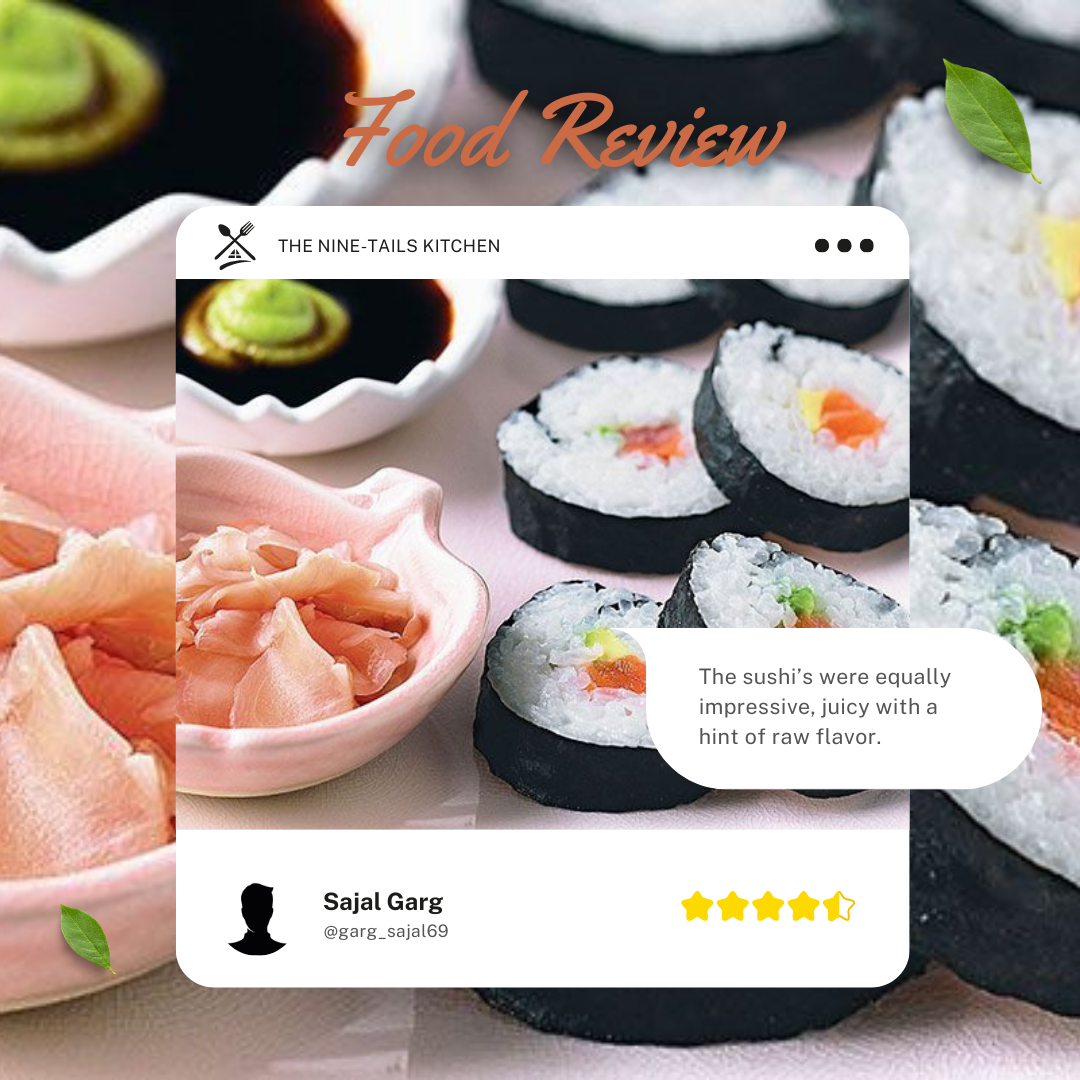 Food Review
THE NINE-TAILS KITCHEN
The sushi’s were equally
impressive, juicy with a
hint of raw flavor.
Sajal Garg
@garg_sajal69